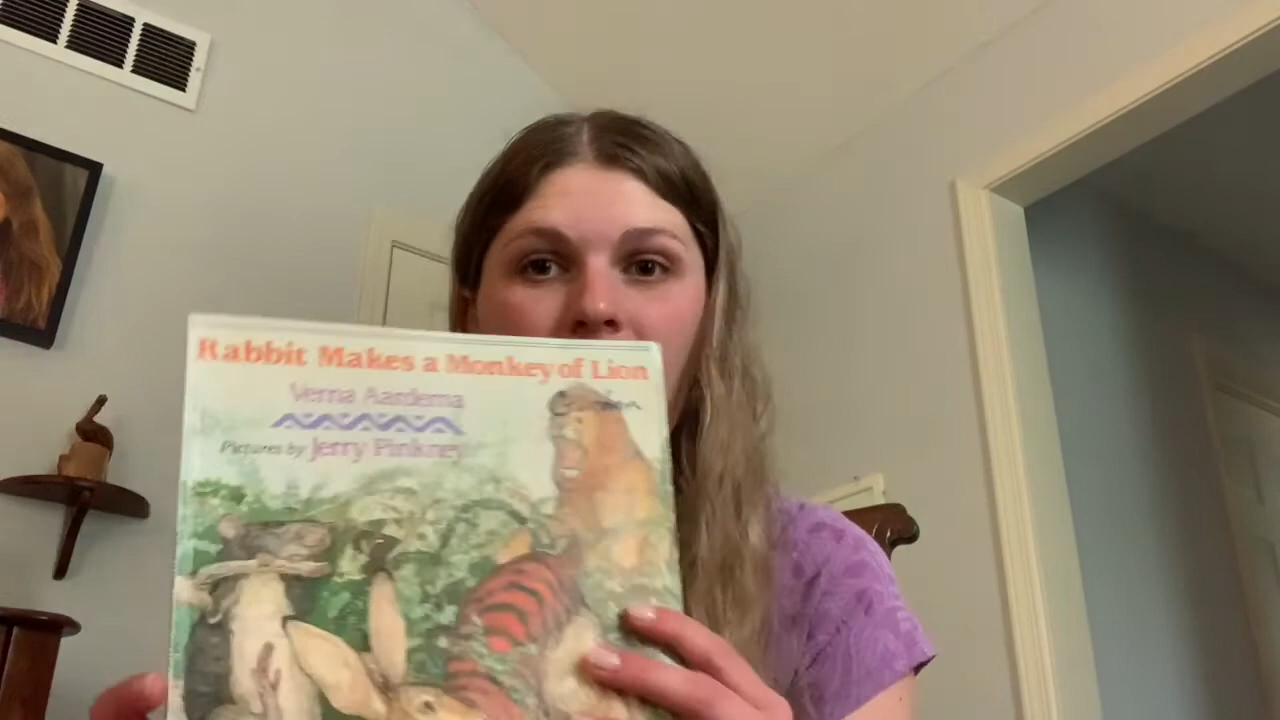 Rabbit Makes a Monkey of Lion
Verna Aardema
Pictures by Jerry Pinkney